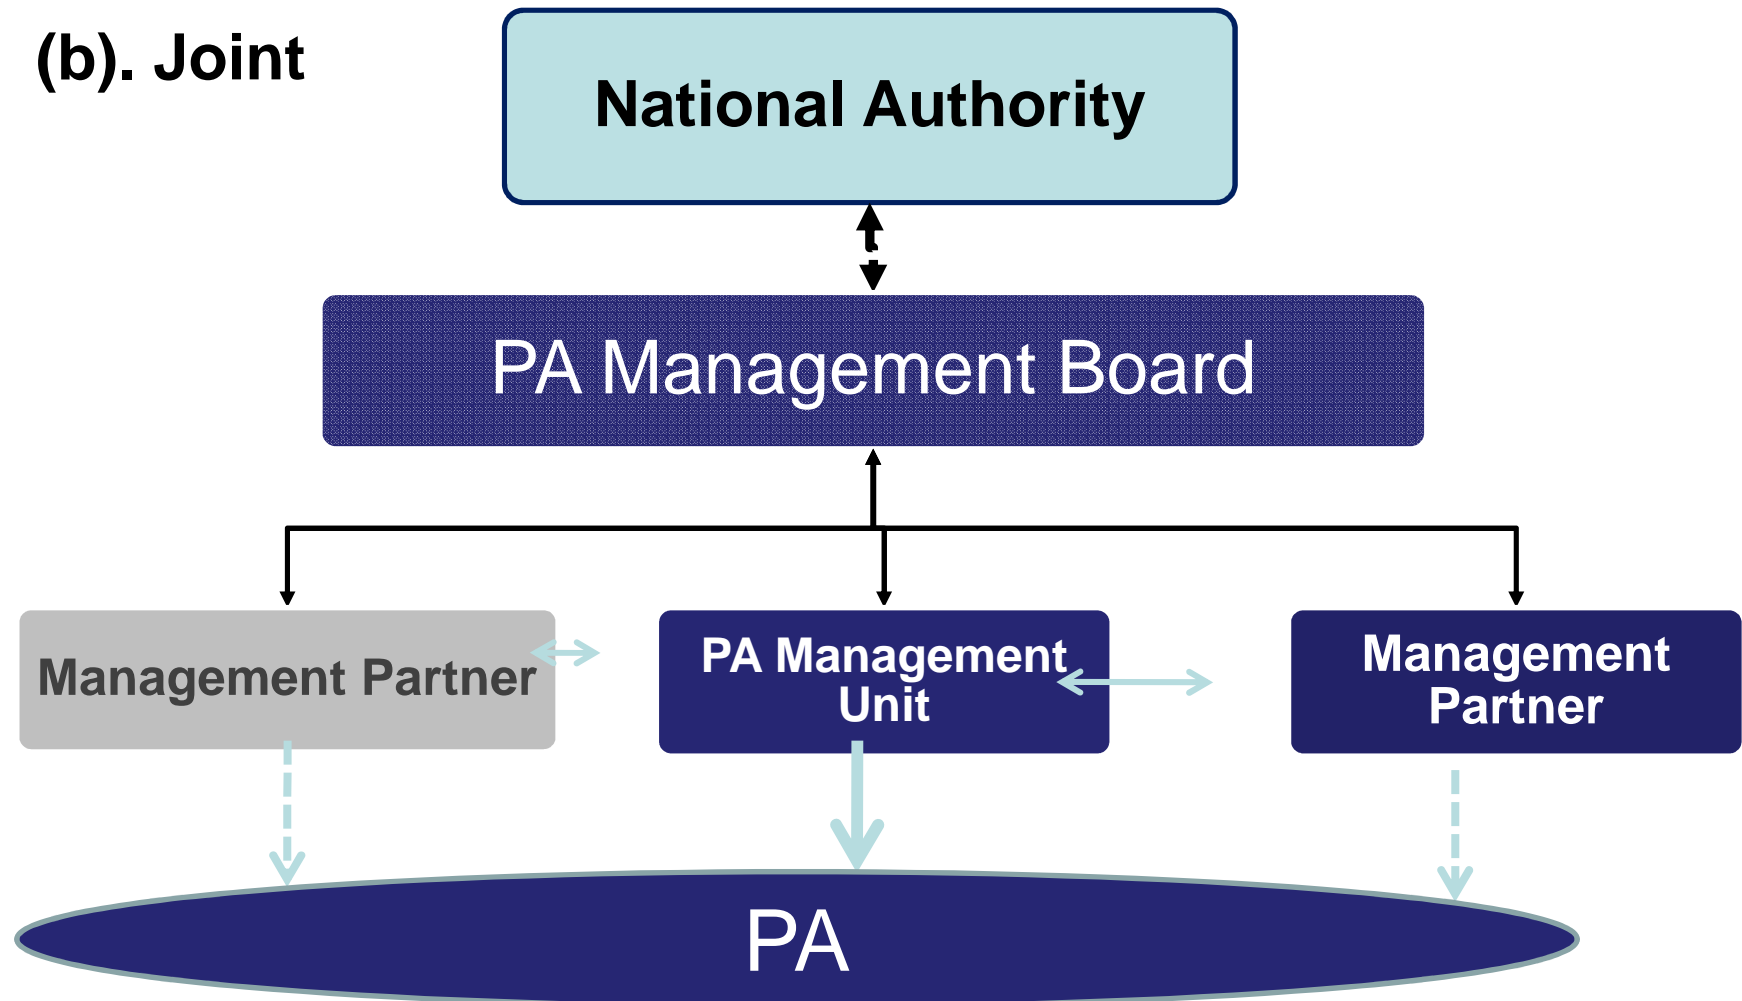 (b). Joint
National Authority
PA Management Board
Management Partner
PA Management
Unit
Management
Partner
PA